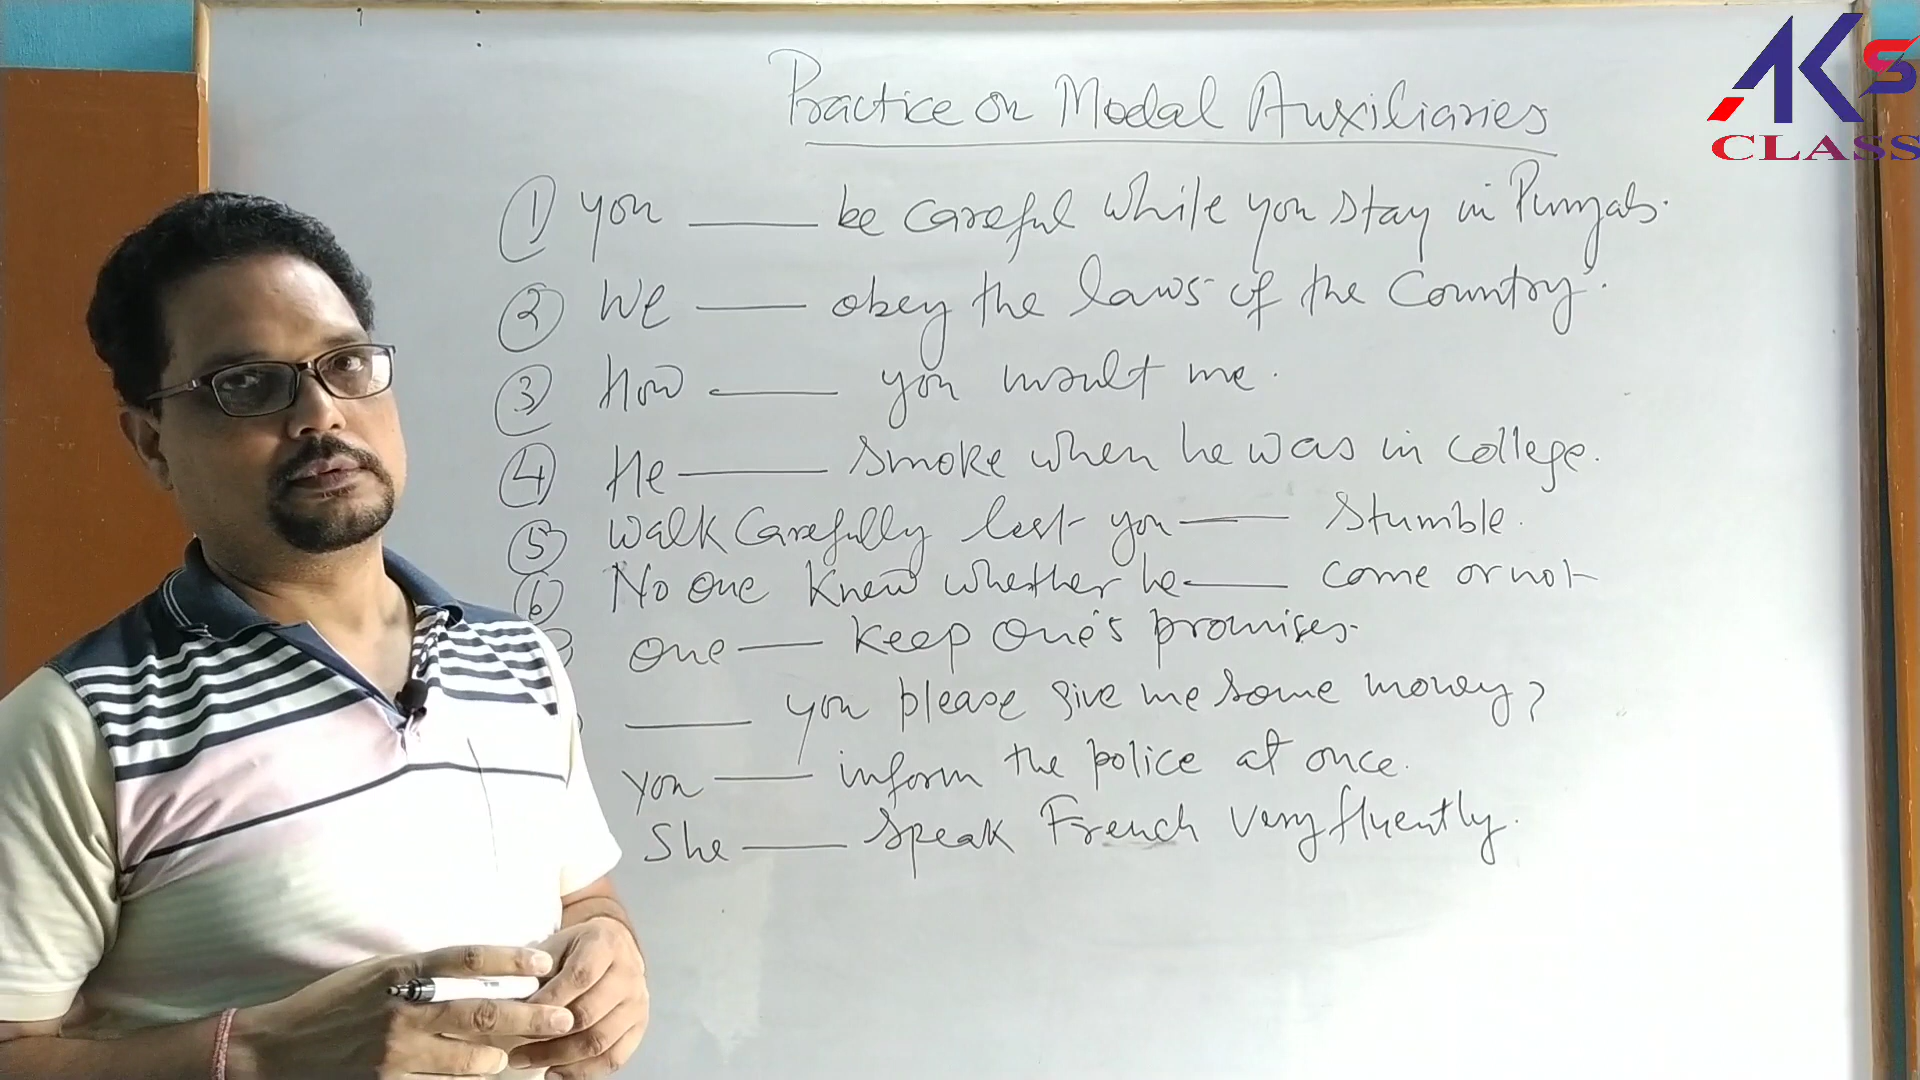 AKS
CLASS
Practice on Modal Auxiliaries
① you ____ be careful while you stay in Punjab.
② We ____ obey the laws of the Country.
③ How ____ you insult me.
④ He ____ smoke when he was in college.
⑤ Walk Carefully lest you ____ stumble.
⑥ No one knew whether he ____ come or not
one ____ keep one's promises.
____ you please give me some money?
you ____ inform the police at once.
She ____ speak French very fluently.